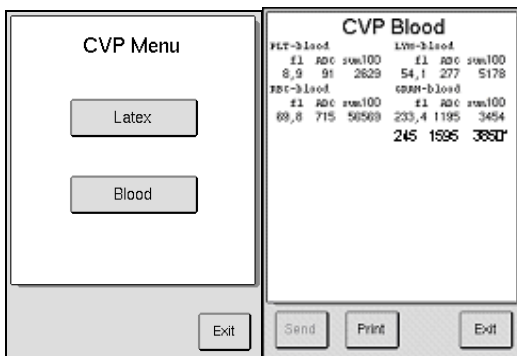 CVP Menu
Latex
Blood
Exit
CVP Blood
PLT-blood LYM-blood
fl ADC sum100 fl ADC sum100
8,9 91 2629 54,1 277 5178
RBC-blood GRAN-blood
fl ADC sum100 fl ADC sum100
69,8 715 56569 233,4 1195 3454
245 1595 3850*
Send Print Exit